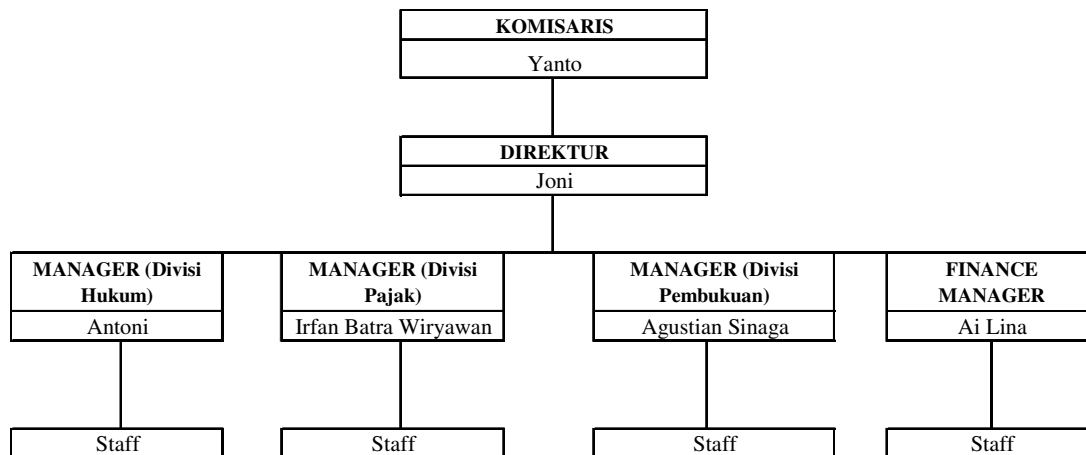 KOMISARIS
Yanto
DIREKTUR
Joni
MANAGER (Divisi
Hukum)
Antoni
MANAGER (Divisi
Pajak)
Irfan Batra Wiryawan
MANAGER (Divisi
Pembukuan)
Agustian Sinaga
FINANCE
MANAGER
Ai Lina
Staff
Staff
Staff
Staff